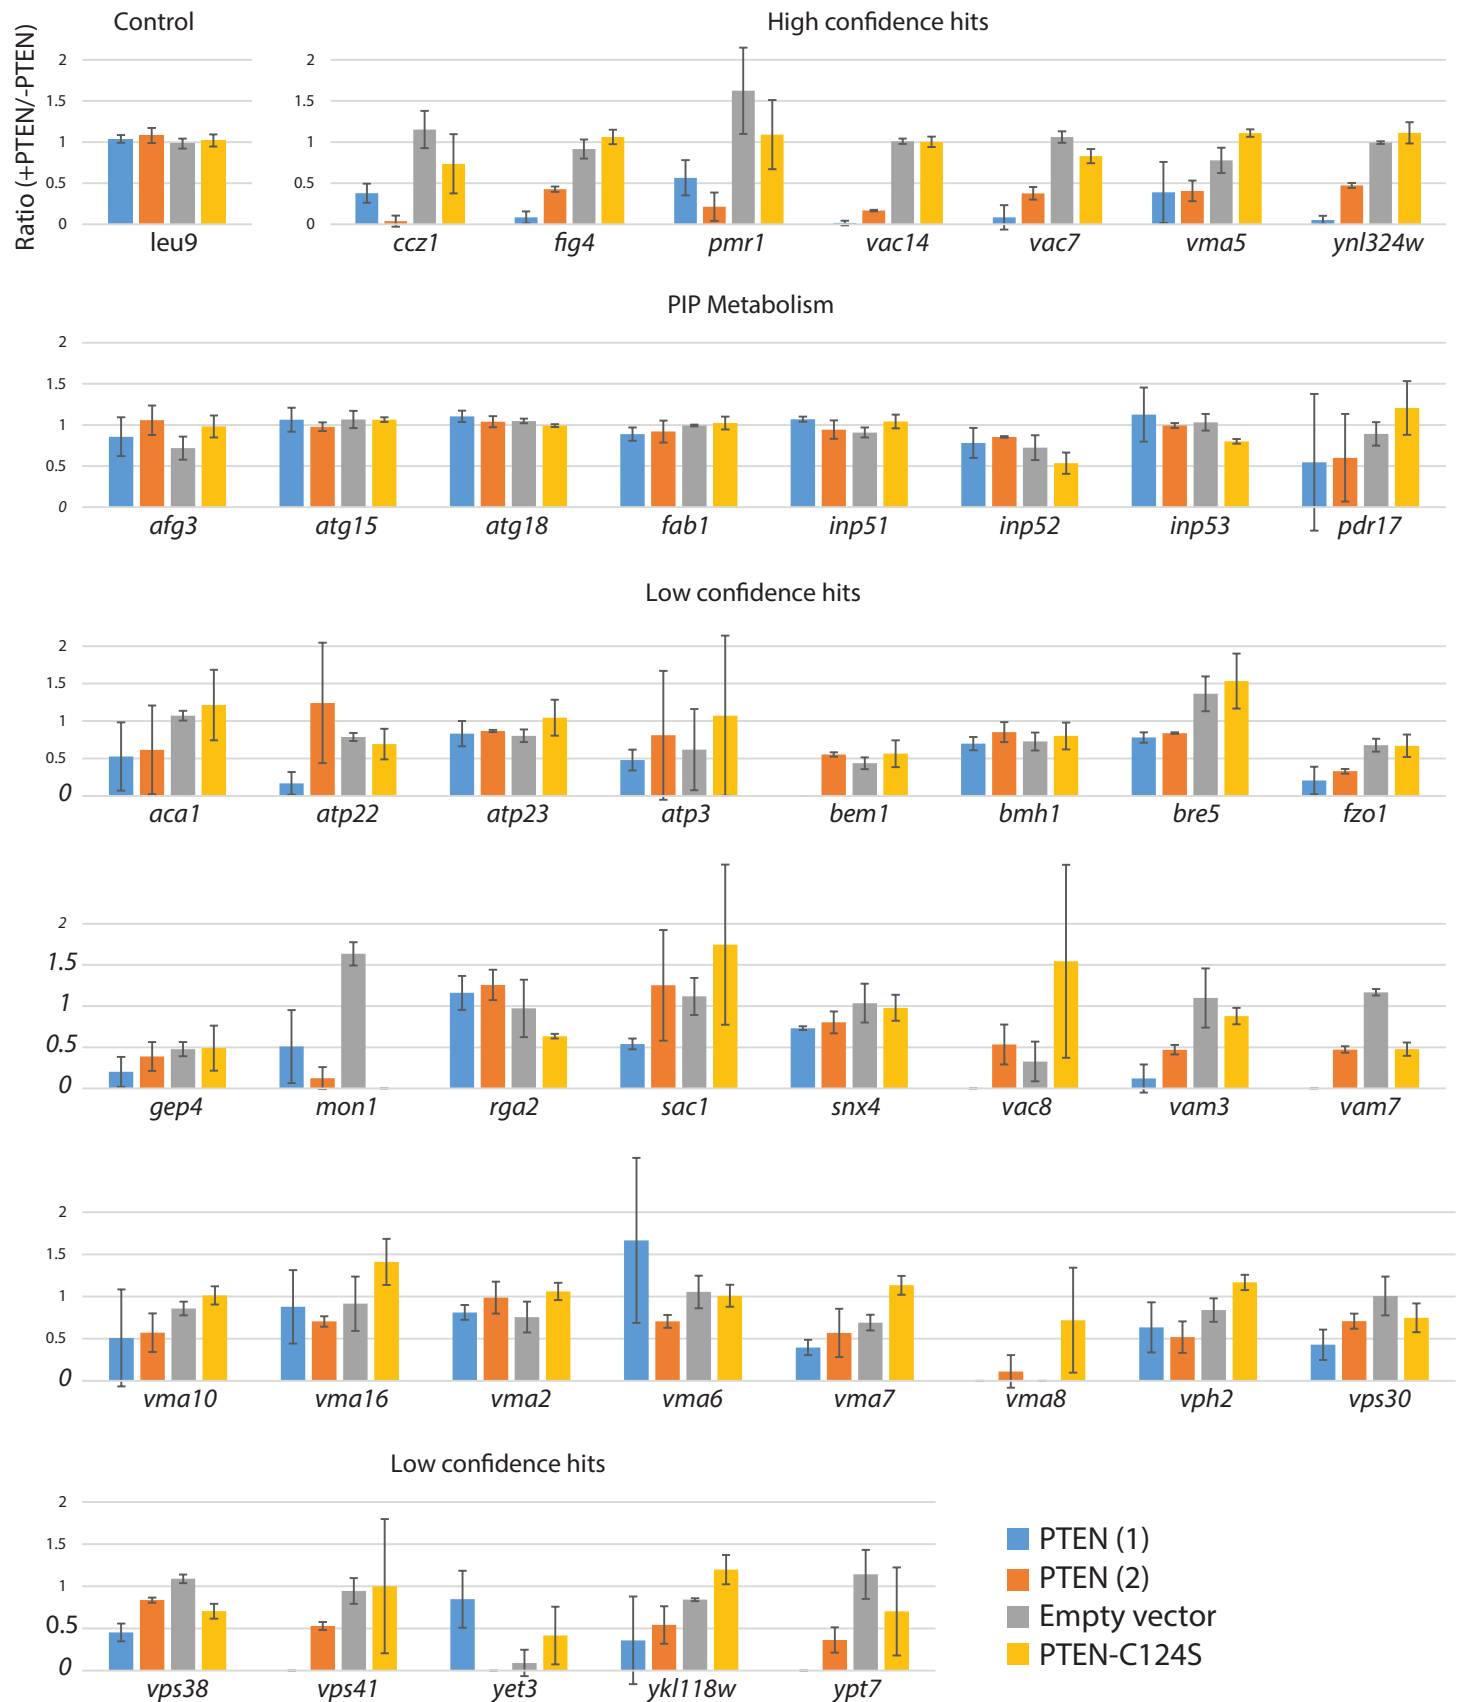 Control
High confidence hits
Ratio (+PTEN/-PTEN)
2
1.5
1
0.5
0
leu9
2
1.5
1
0.5
0
ccz1 fig4 pmr1 vac14 vac7 vma5 ynl324w
PIP Metabolism
2
1.5
1
0.5
0
afg3 atg15 atg18 fab1 inp51 inp52 inp53 pdr17
Low confidence hits
2
1.5
1
0.5
0
aca1 atp22 atp23 atp3 bem1 bmh1 bre5 fzo1
2
1.5
1
0.5
0
gep4 mon1 rga2 sac1 snx4 vac8 vam3 vam7
2
1.5
1
0.5
0
vma10 vma16 vma2 vma6 vma7 vma8 vph2 vps30
Low confidence hits
2
1.5
1
0.5
0
vps38 vps41 yet3 ykl118w ypt7
PTEN (1)
PTEN (2)
Empty vector
PTEN-C124S